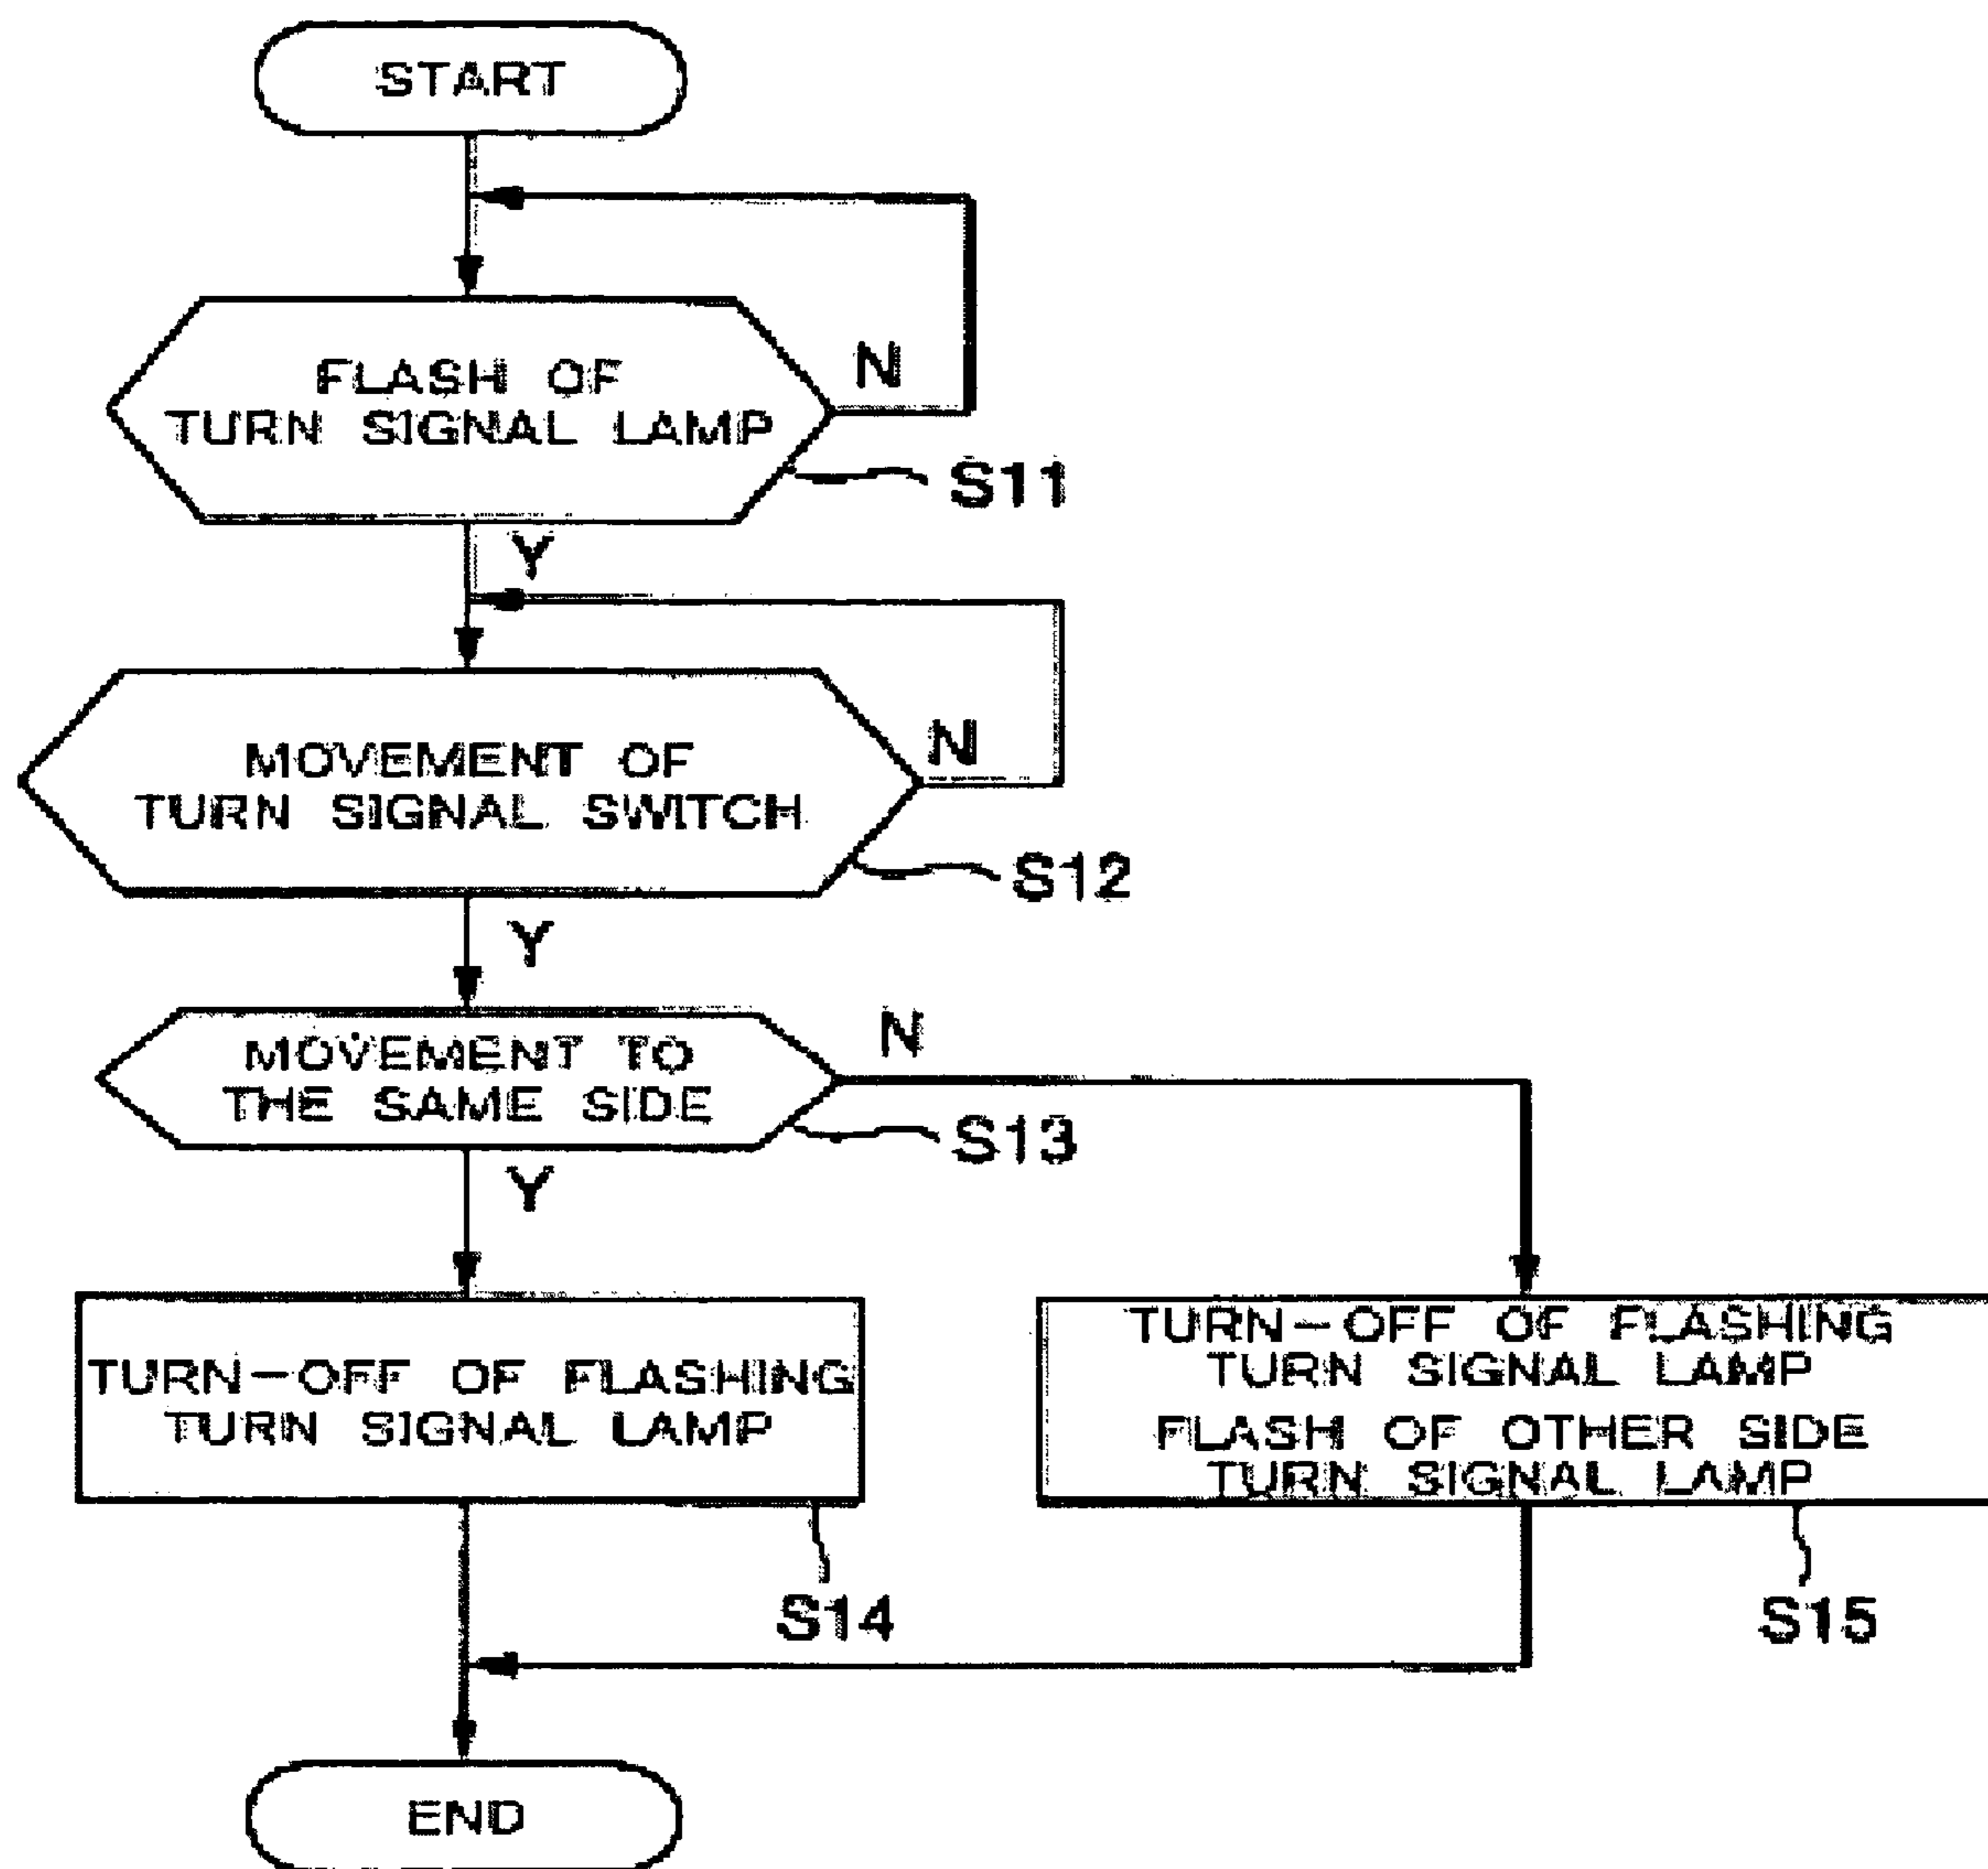 START
FLASH OF
TURN SIGNAL LAMP
N
S11
Y
MOVEMENT OF
TURN SIGNAL SWITCH
N
S12
Y
MOVEMENT TO
THE SAME SIDE
N
S13
Y
TURN-OFF OF FLASHING
TURN SIGNAL LAMP
S14
TURN-OFF OF FLASHING
TURN SIGNAL LAMP
FLASH OF OTHER SIDE
TURN SIGNAL LAMP
S15
END